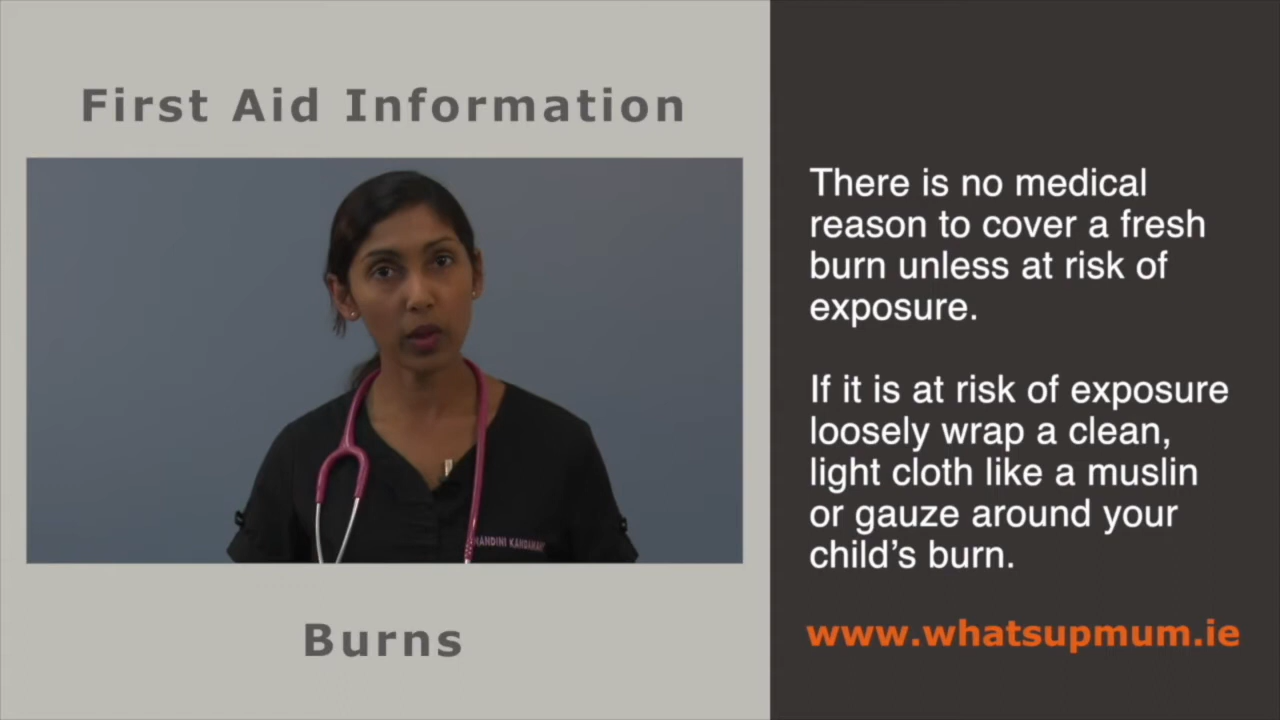 First Aid Information
There is no medical
reason to cover a fresh
burn unless at risk of
exposure.
If it is at risk of exposure
loosely wrap a clean,
light cloth like a muslin
or gauze around your
child's burn.
www.whatsupmum.ie
Burns